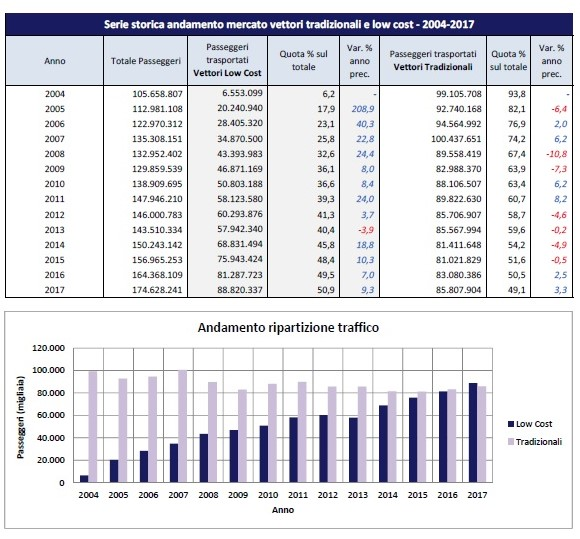 Serie storica andamento mercato vettori tradizionali e low cost - 2004-2017
Anno Totale Passeggeri Passeggeri trasportati Vettori Low Cost Quota % sul totale Var. % anno prec. Passeggeri trasportati Vettori Tradizionali Quota % sul totale Var. % anno prec.
2004 105.658.807 6.553.099 6,2 - 99.105.708 93,8 -
2005 112.981.108 20.240.940 17,9 208,9 92.740.168 82,1 -6,4
2006 122.970.312 28.405.320 23,1 40,3 94.564.992 76,9 2,0
2007 135.308.151 34.870.500 25,8 22,8 100.437.651 74,2 6,2
2008 132.952.402 43.393.983 32,6 24,4 89.558.419 67,4 -10,8
2009 129.859.539 46.871.169 36,1 8,0 82.988.370 63,9 -7,3
2010 138.909.695 50.803.188 36,6 8,4 88.106.507 63,4 6,2
2011 147.946.210 58.123.580 39,3 24,0 89.822.630 60,7 8,2
2012 146.000.783 60.293.876 41,3 3,7 85.706.907 58,7 -4,6
2013 143.510.334 57.942.340 40,4 -3,9 85.567.994 59,6 -0,2
2014 150.243.142 68.831.494 45,8 18,8 81.411.648 54,2 -4,9
2015 156.965.253 75.943.424 48,4 10,3 81.021.829 51,6 -0,5
2016 164.368.109 81.287.723 49,5 7,0 83.080.386 50,5 2,5
2017 174.628.241 88.820.337 50,9 9,3 85.807.904 49,1 3,3
Andamento ripartizione traffico
Passeggeri (migliaia)
120.000
100.000
80.000
60.000
40.000
20.000
0
Low Cost
Tradizionali
2004 2005 2006 2007 2008 2009 2010 2011 2012 2013 2014 2015 2016 2017
Anno